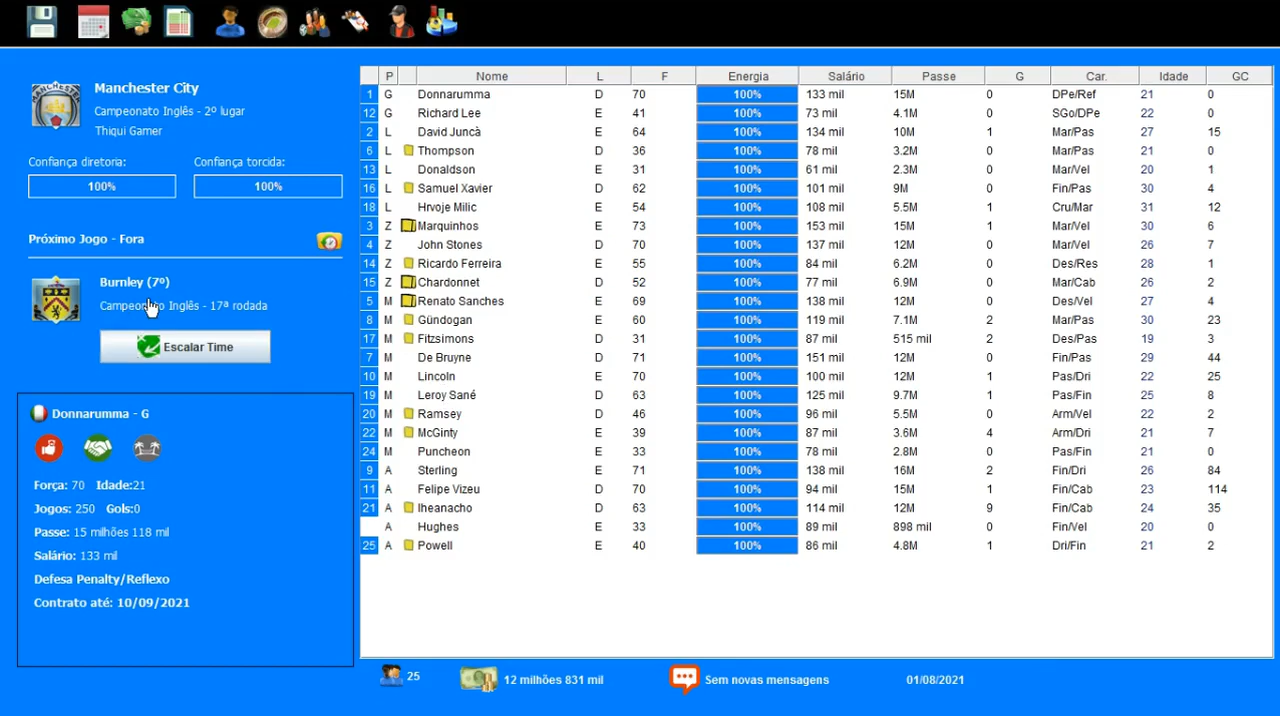 Manchester City
Campeonato Inglês - 2º lugar
Thiqui Gamer
Confiança diretoria: Confiança torcida:
100% 100%
Próximo Jogo - Fora
Burnley (7º)
Campeonato Inglês - 17ª rodada
Escalar Time
Donnarumma - G
Força: 70 Idade:21
Jogos: 250 Gols:0
Passe: 15 milhões 118 mil
Salário: 133 mil
Defesa Penalty/Reflexo
Contrato até: 10/09/2021
P Nome L F Energia Salário Passe G Car. Idade GC
1 G Donnarumma D 70 100% 133 mil 15M 0 DPe/Ref 21 0
12 G Richard Lee E 41 100% 73 mil 4.1M 0 SGo/DPe 22 0
2 L David Juncà E 64 100% 134 mil 10M 1 Mar/Pas 27 15
6 L Thompson D 36 100% 78 mil 3.2M 0 Mar/Pas 21 0
13 L Donaldson E 31 100% 61 mil 2.3M 0 Mar/Vel 20 1
16 L Samuel Xavier D 62 100% 101 mil 9M 0 Fin/Pas 30 4
18 L Hrvoje Milic E 54 100% 108 mil 5.5M 1 Cru/Mar 31 12
3 Z Marquinhos E 73 100% 153 mil 15M 1 Mar/Vel 30 6
4 Z John Stones D 70 100% 137 mil 12M 0 Mar/Vel 26 7
14 Z Ricardo Ferreira E 55 100% 84 mil 6.2M 0 Des/Res 28 1
15 Z Chardonnet D 52 100% 77 mil 6.9M 0 Mar/Cab 26 2
5 M Renato Sanches E 69 100% 138 mil 12M 0 Des/Vel 27 4
8 M Gündogan E 60 100% 119 mil 7.1M 2 Mar/Pas 30 23
17 M Fitzsimons D 31 100% 87 mil 515 mil 2 Des/Pas 19 3
7 M De Bruyne D 71 100% 151 mil 12M 0 Fin/Pas 29 44
10 M Lincoln E 70 100% 100 mil 12M 1 Pas/Dri 22 25
19 M Leroy Sané D 63 100% 125 mil 9.7M 1 Pas/Fin 25 8
20 M Ramsey D 46 100% 96 mil 5.5M 0 Arm/Vel 22 2
22 M McGinty E 39 100% 87 mil 3.6M 4 Arm/Dri 21 7
24 M Puncheon E 33 100% 78 mil 2.8M 0 Pas/Fin 21 0
9 A Sterling E 71 100% 138 mil 16M 2 Fin/Dri 26 84
11 A Felipe Vizeu D 70 100% 94 mil 15M 1 Fin/Cab 23 114
21 A Iheanacho D 63 100% 114 mil 12M 9 Fin/Cab 24 35
A Hughes E 33 100% 89 mil 898 mil 0 Fin/Vel 20 0
25 A Powell E 40 100% 86 mil 4.8M 1 Dri/Fin 21 2
25 12 milhões 831 mil Sem novas mensagens 01/08/2021